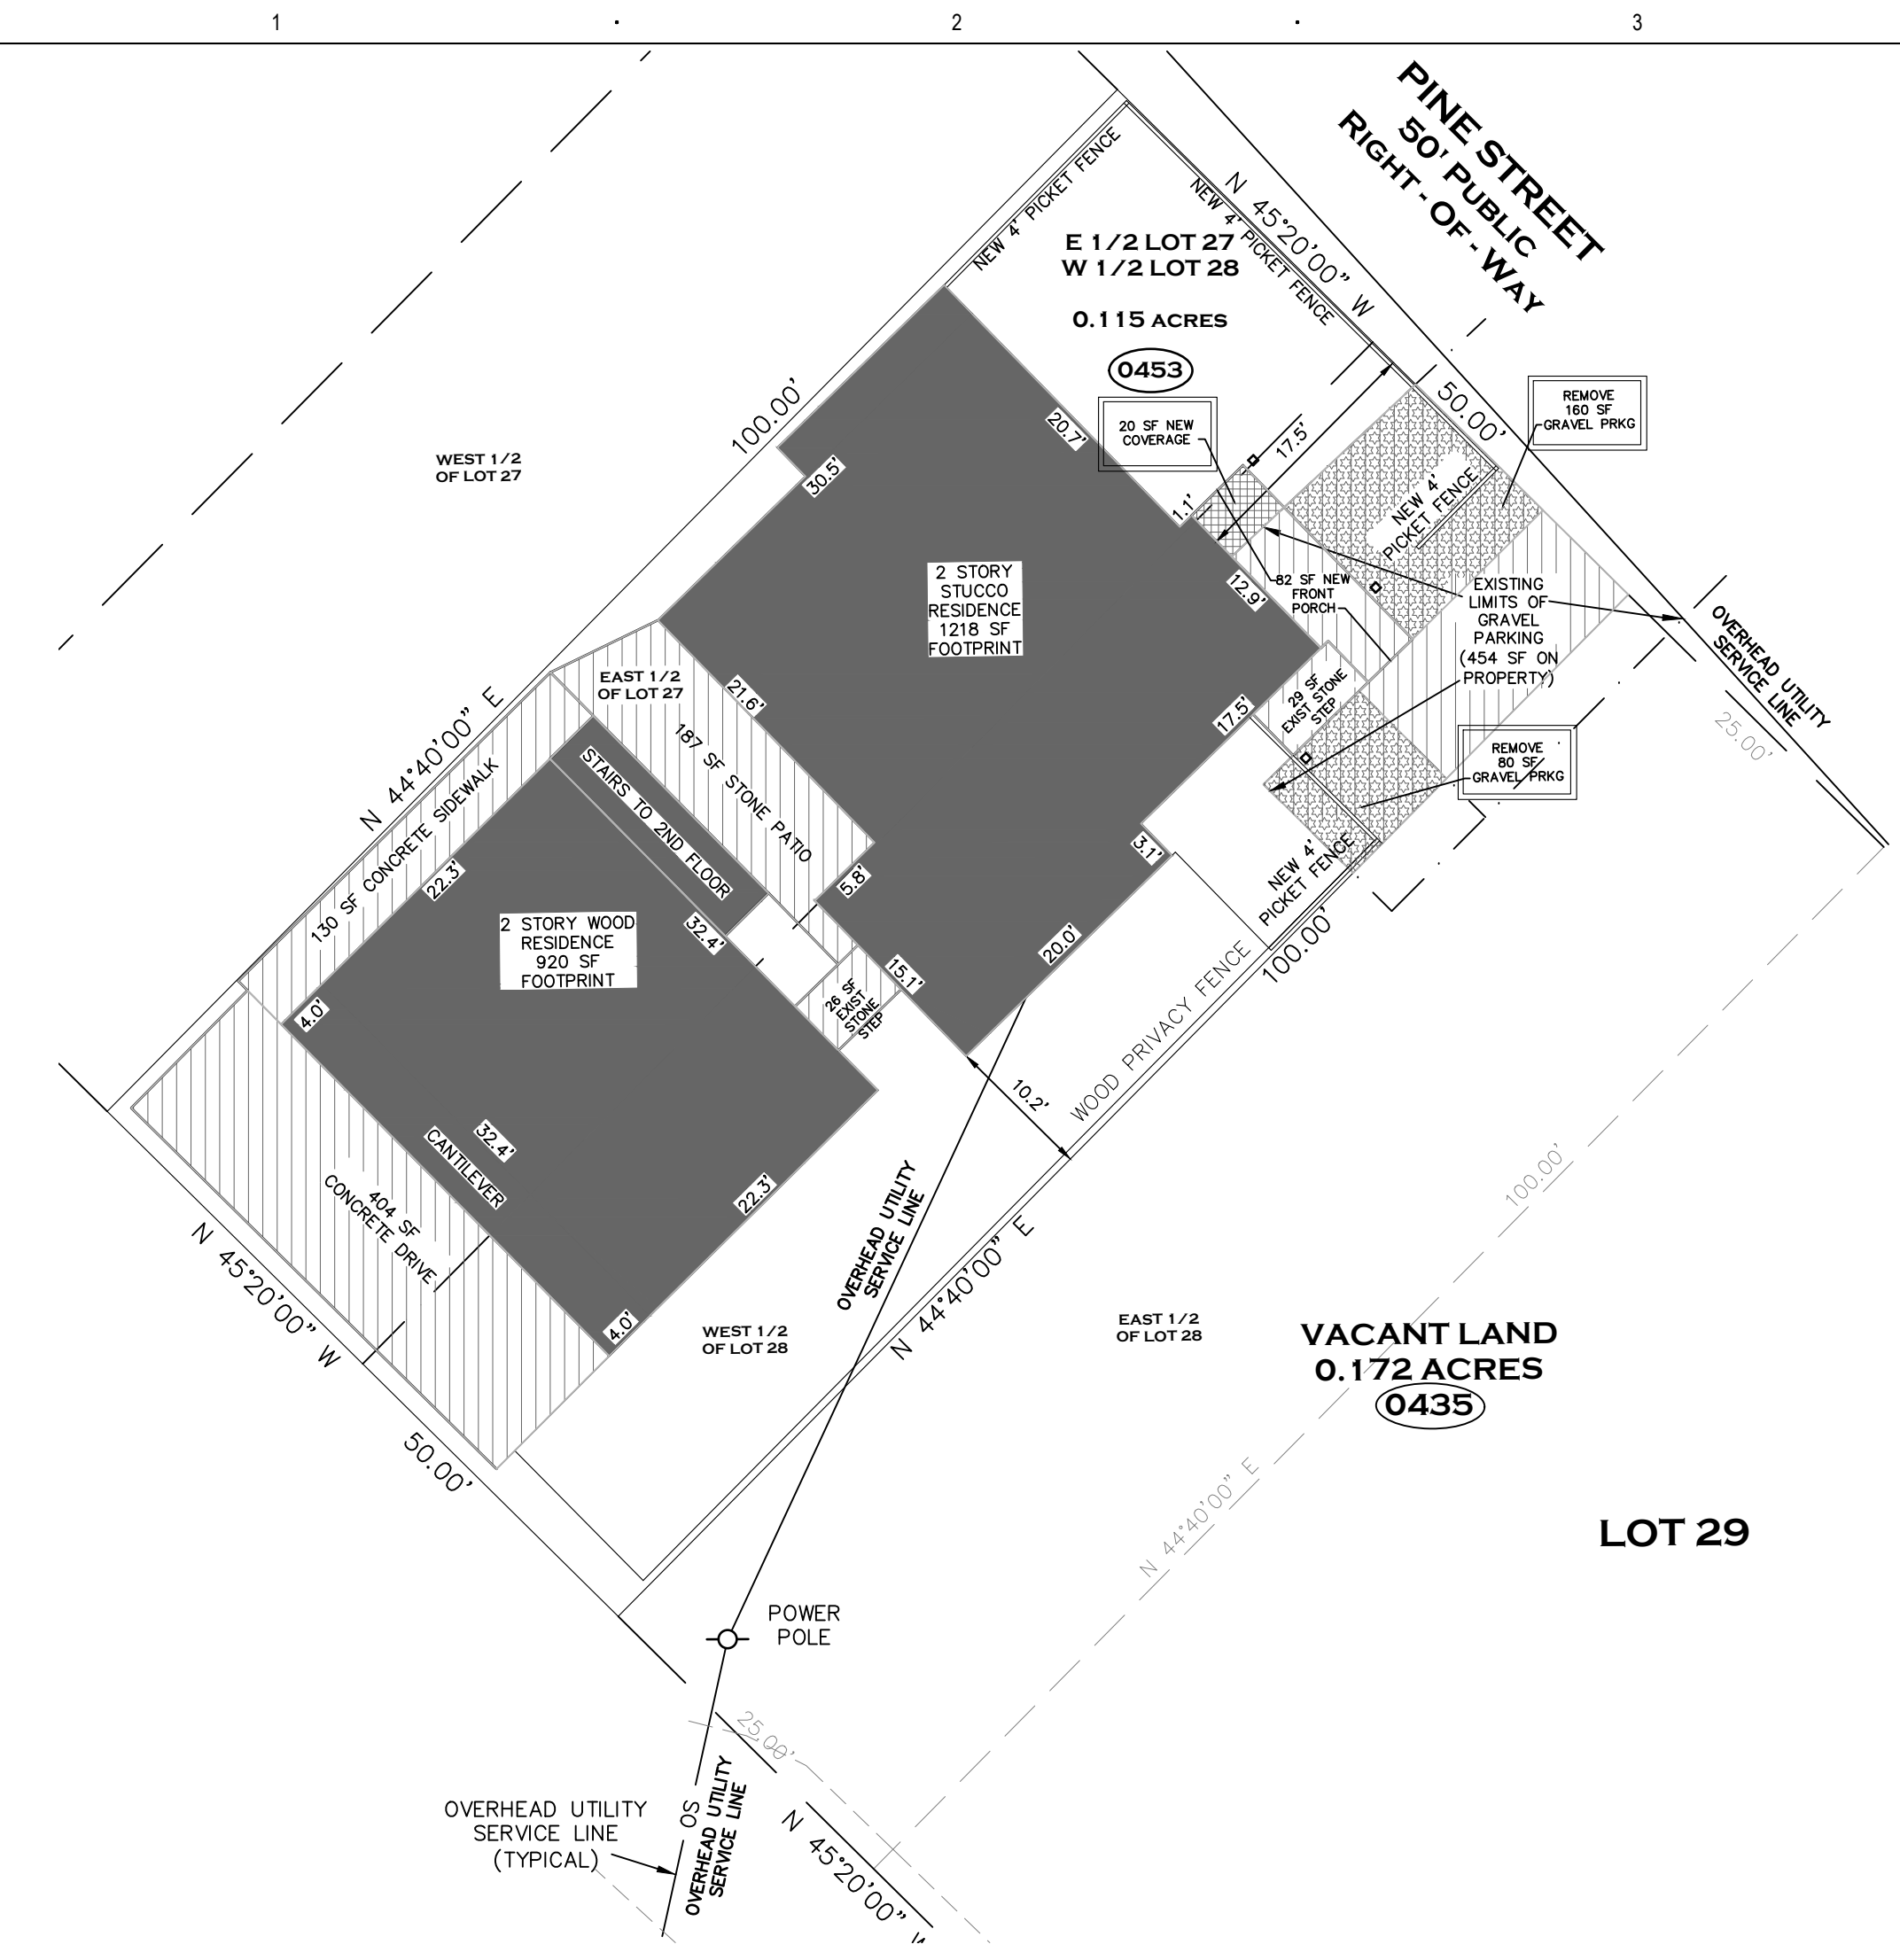 1
2
3
PINE STREET
50' PUBLIC
RIGHT - OF - WAY
NEW 4' PICKET FENCE
N 45°20'00" W
NEW 4' PICKET FENCE
E 1/2 LOT 27
W 1/2 LOT 28
0.115 ACRES
0453
50.00'
REMOVE
160 SF
GRAVEL PRKG
20 SF NEW
COVERAGE
17.5'
20.7'
100.00'
WEST 1/2
OF LOT 27
30.5'
1.1'
NEW 4'
PICKET FENCE
2 STORY
STUCCO
RESIDENCE
1218 SF
FOOTPRINT
12.9'
82 SF NEW
FRONT
PORCH
EXISTING
LIMITS OF
GRAVEL
PARKING
(454 SF ON
PROPERTY)
OVERHEAD UTILITY
SERVICE LINE
25.00'
EAST 1/2
OF LOT 27
21.6'
17.5'
29 SF
EXIST STONE
STEP
REMOVE
80 SF
GRAVEL PRKG
N 44°40'00" E
187 SF STONE PATIO
STAIRS TO 2ND FLOOR
130 SF CONCRETE SIDEWALK
22.3'
5.8'
3.1'
NEW 4'
PICKET FENCE
2 STORY WOOD
RESIDENCE
920 SF
FOOTPRINT
32.4'
15.1'
20.0'
100.00'
26 SF
EXIST
STONE
STEP
4.0'
WOOD PRIVACY FENCE
10.2'
32.4'
CANTILEVER
22.3'
404 SF
CONCRETE DRIVE
OVERHEAD UTILITY
SERVICE LINE
100.00'
N 45°20'00" W
4.0'
WEST 1/2
OF LOT 28
N 44°40'00" E
EAST 1/2
OF LOT 28
VACANT LAND
0.172 ACRES
0435
50.00'
N 44°40'00" E
LOT 29
POWER
POLE
25.00'
OVERHEAD UTILITY
SERVICE LINE
(TYPICAL)
OS
OVERHEAD UTILITY
SERVICE LINE
N 45°20'00" W